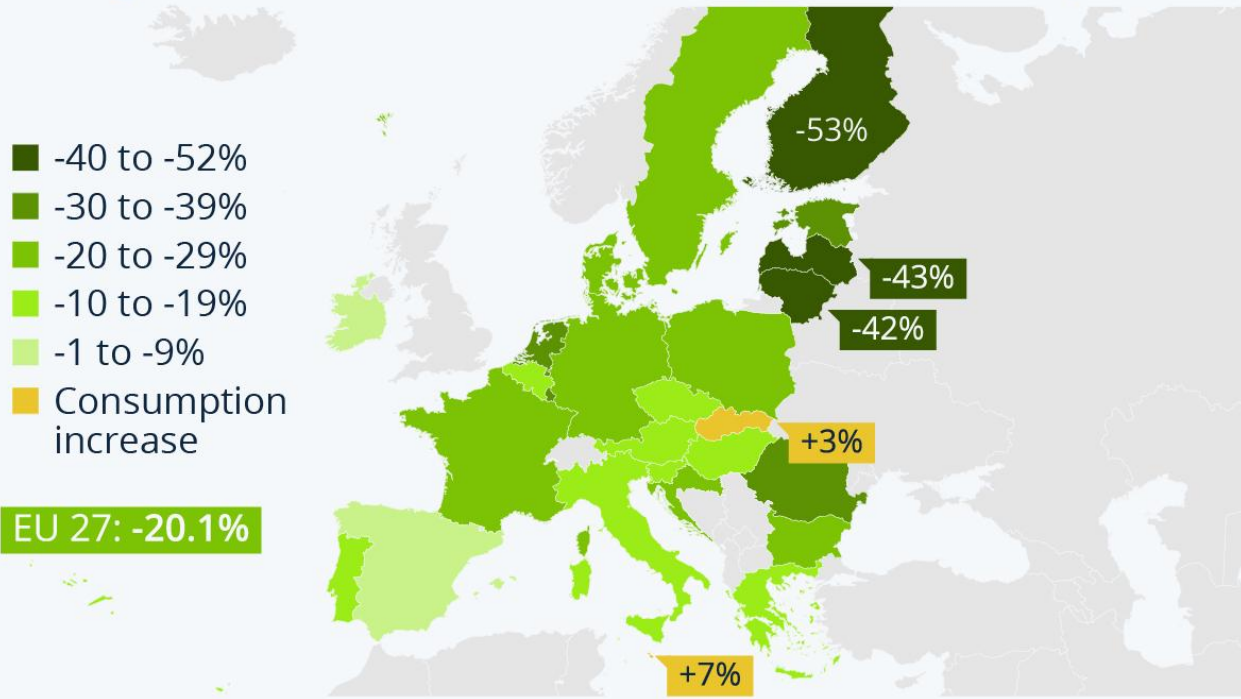 -40 to -52%
-30 to -39%
-20 to -29%
-10 to -19%
-1 to -9%
Consumption
increase
EU 27: -20.1%
-53%
-43%
-42%
+3%
+7%